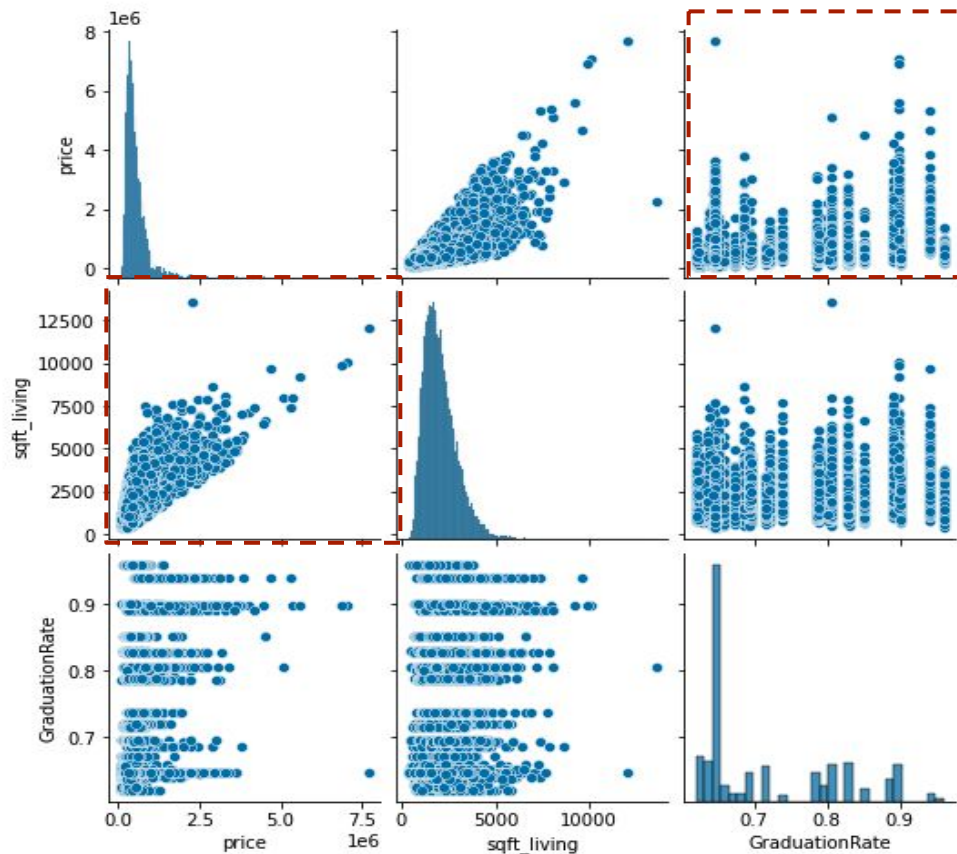 1e6
8
6
price
4
2
0
12500
10000
sqft_living
7500
5000
2500
0
0.9
GraduationRate
0.8
0.7
0.0 2.5 5.0 7.5 0 5000 10000 0.7 0.8 0.9
1e6
price sqft_living GraduationRate